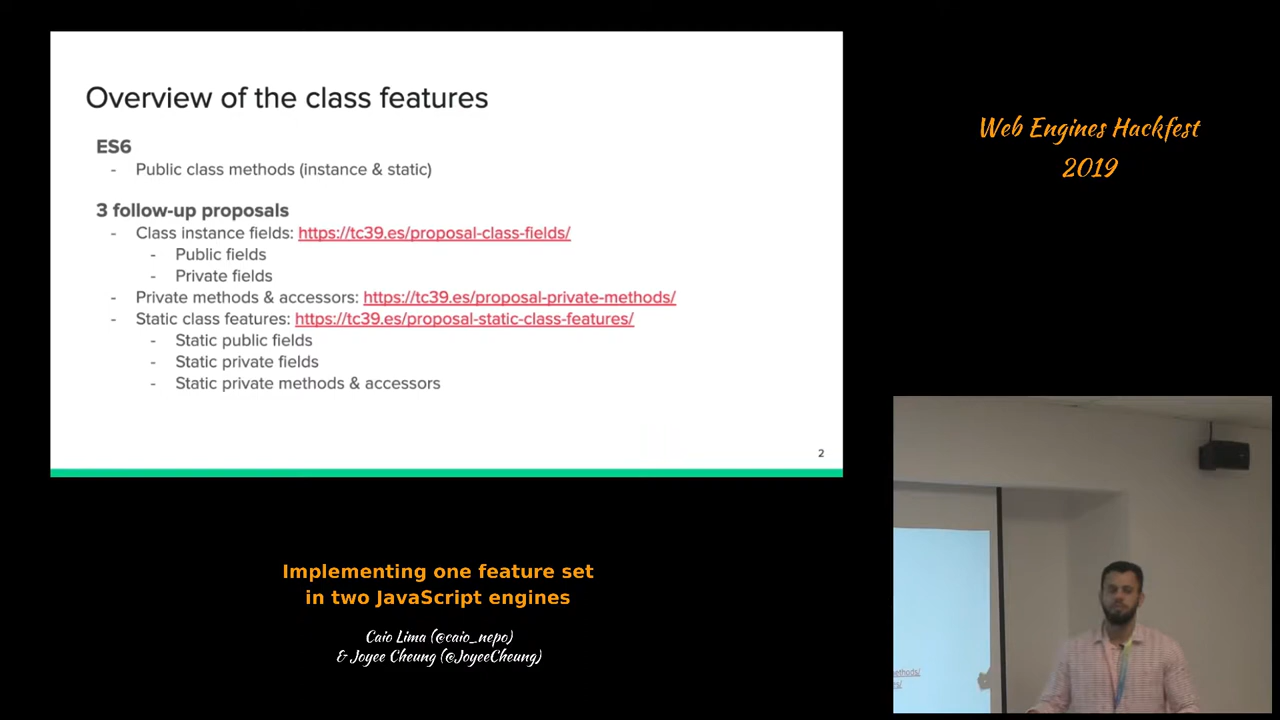 Overview of the class features
ES6
- Public class methods (instance & static)
3 follow-up proposals
- Class instance fields: https://tc39.es/proposal-class-fields/
- Public fields
- Private fields
- Private methods & accessors: https://tc39.es/proposal-private-methods/
- Static class features: https://tc39.es/proposal-static-class-features/
- Static public fields
- Static private fields
- Static private methods & accessors
2
Web Engines Hackfest
2019
Implementing one feature set
in two JavaScript engines
Caio Lima (@caio_nepo)
& Joyee Cheung (@JoyeeCheung)
ethods/
es/